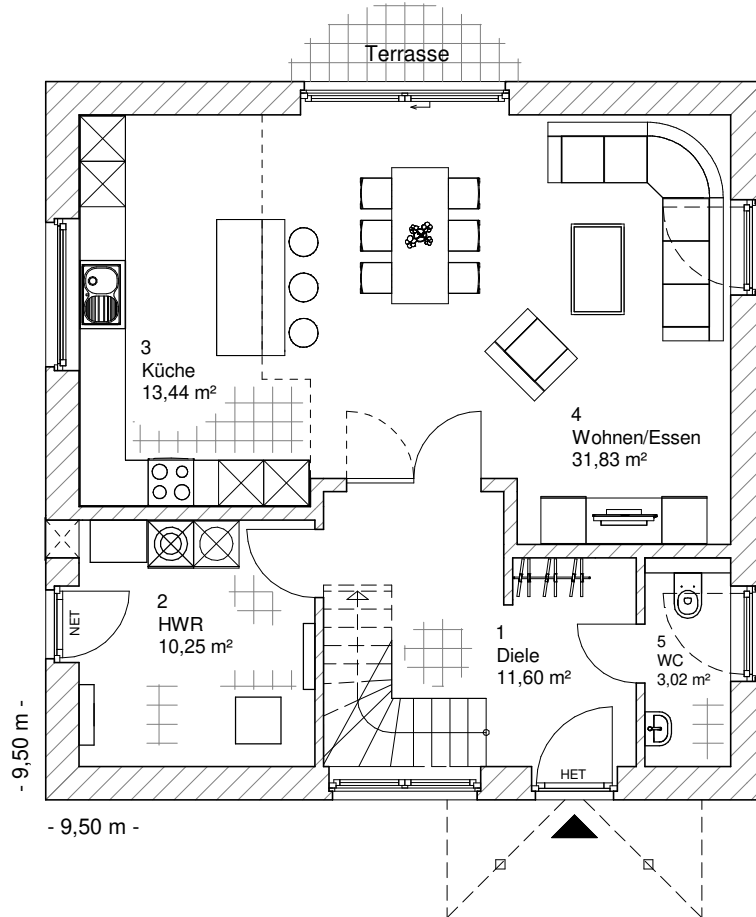 Terrasse
3
Küche
13,44 m²
4
Wohnen/Essen
31,83 m²
2
HWR
10,25 m²
NET
1
Diele
11,60 m²
5
WC
3,02 m²
HET
- 9,50 m -
- 9,50 m -